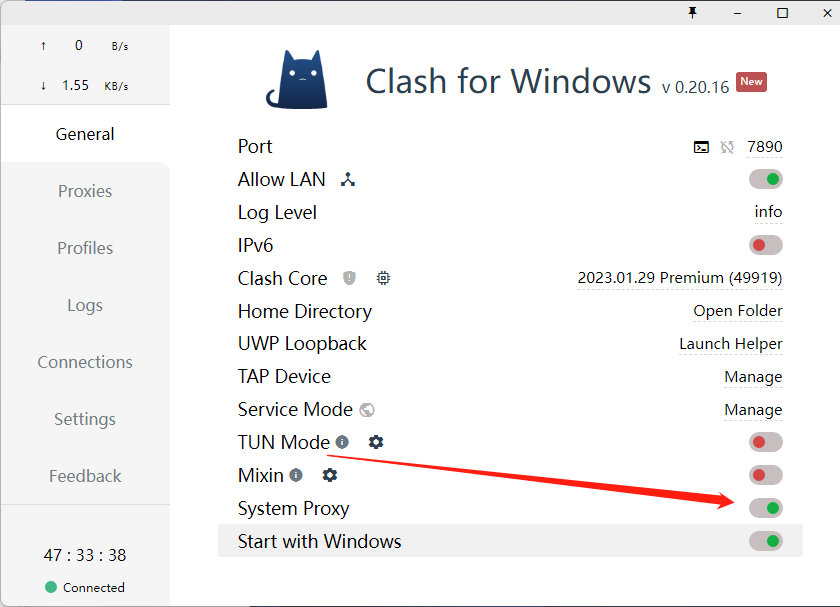 ↑ 0 B/s
↓ 1.55 KB/s
General
Proxies
Profiles
Logs
Connections
Settings
Feedback
47 : 33 : 38
Connected
Clash for Windows v 0.20.16 New
Port 7890
Allow LAN
Log Level info
IPv6
Clash Core 2023.01.29 Premium (49919)
Home Directory Open Folder
UWP Loopback Launch Helper
TAP Device Manage
Service Mode Manage
TUN Mode
Mixin
System Proxy
Start with Windows